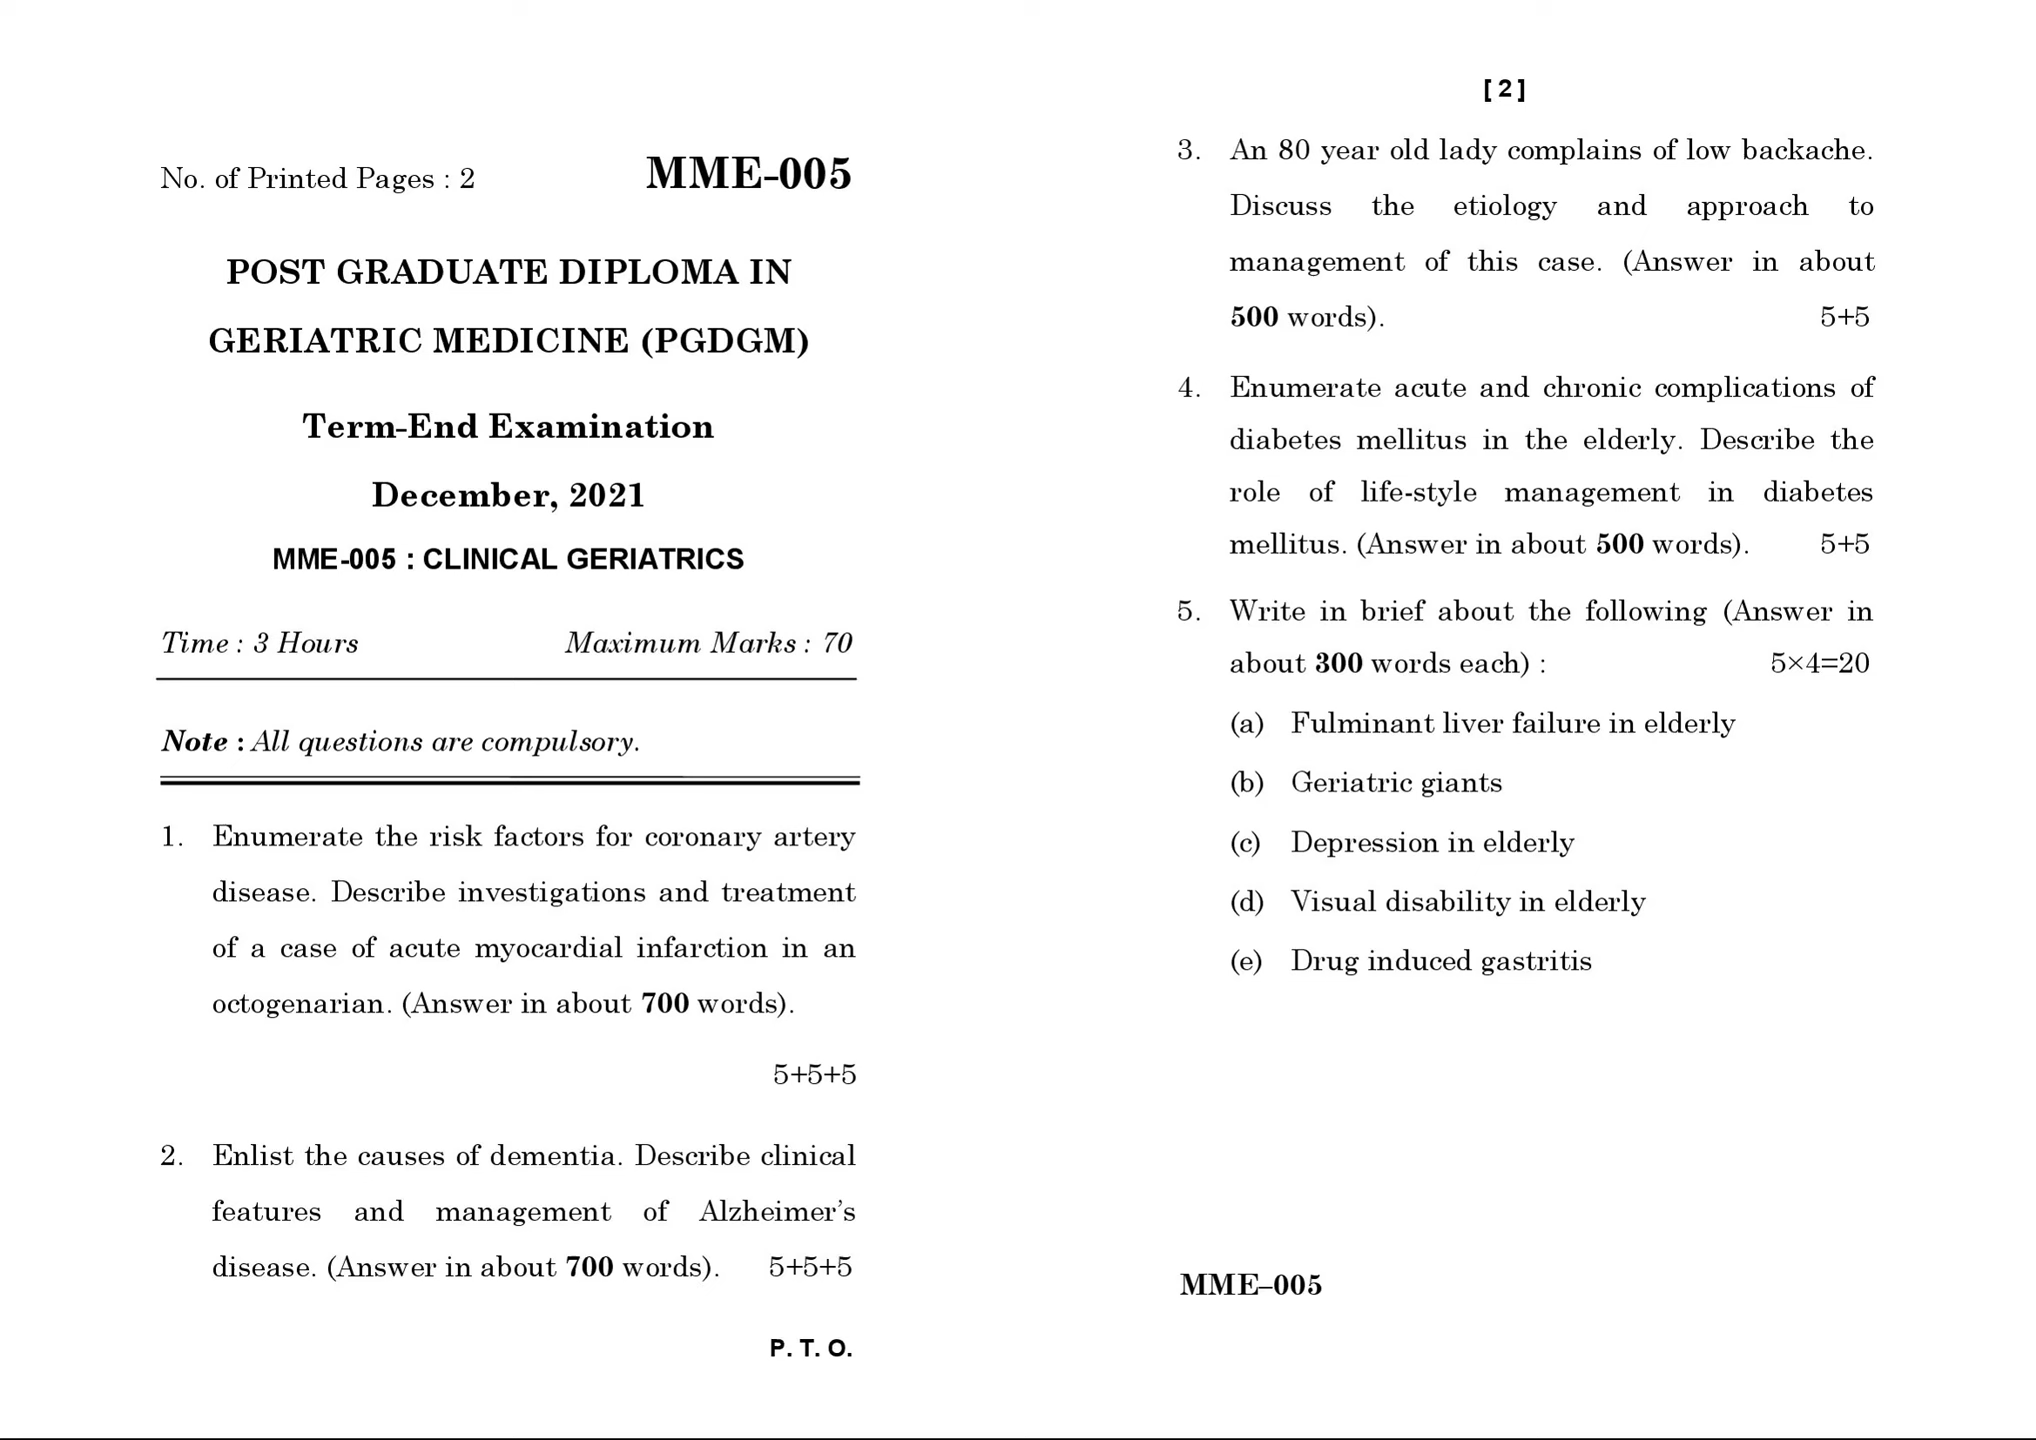 No. of Printed Pages : 2 MME-005
POST GRADUATE DIPLOMA IN
GERIATRIC MEDICINE (PGDGM)
Term-End Examination
December, 2021
MME-005 : CLINICAL GERIATRICS
Time : 3 Hours Maximum Marks : 70
Note : All questions are compulsory.
1. Enumerate the risk factors for coronary artery
disease. Describe investigations and treatment
of a case of acute myocardial infarction in an
octogenarian. (Answer in about 700 words).
5+5+5
2. Enlist the causes of dementia. Describe clinical
features and management of Alzheimer’s
disease. (Answer in about 700 words). 5+5+5
P. T. O.
[ 2 ]
3. An 80 year old lady complains of low backache.
Discuss the etiology and approach to
management of this case. (Answer in about
500 words). 5+5
4. Enumerate acute and chronic complications of
diabetes mellitus in the elderly. Describe the
role of life-style management in diabetes
mellitus. (Answer in about 500 words). 5+5
5. Write in brief about the following (Answer in
about 300 words each) : 5×4=20
(a) Fulminant liver failure in elderly
(b) Geriatric giants
(c) Depression in elderly
(d) Visual disability in elderly
(e) Drug induced gastritis
MME–005